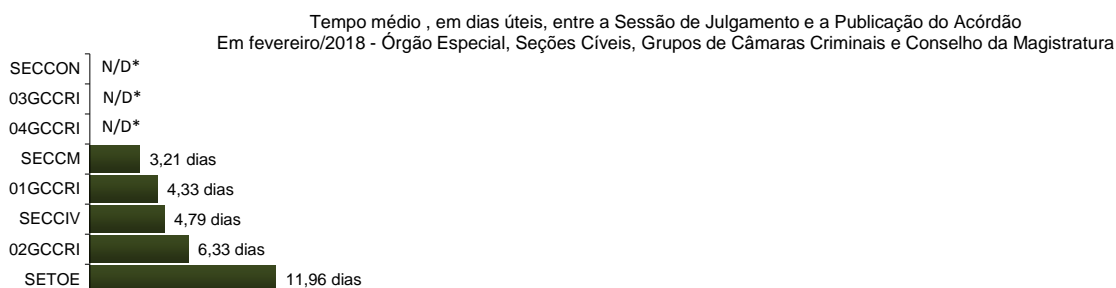 Tempo médio , em dias úteis, entre a Sessão de Julgamento e a Publicação do Acórdão
Em fevereiro/2018 - Órgão Especial, Seções Cíveis, Grupos de Câmaras Criminais e Conselho da Magistratura
SECCON N/D*
03GCCRI N/D*
04GCCRI N/D*
SECCM 3,21 dias
01GCCRI 4,33 dias
SECCIV 4,79 dias
02GCCRI 6,33 dias
SETOE 11,96 dias